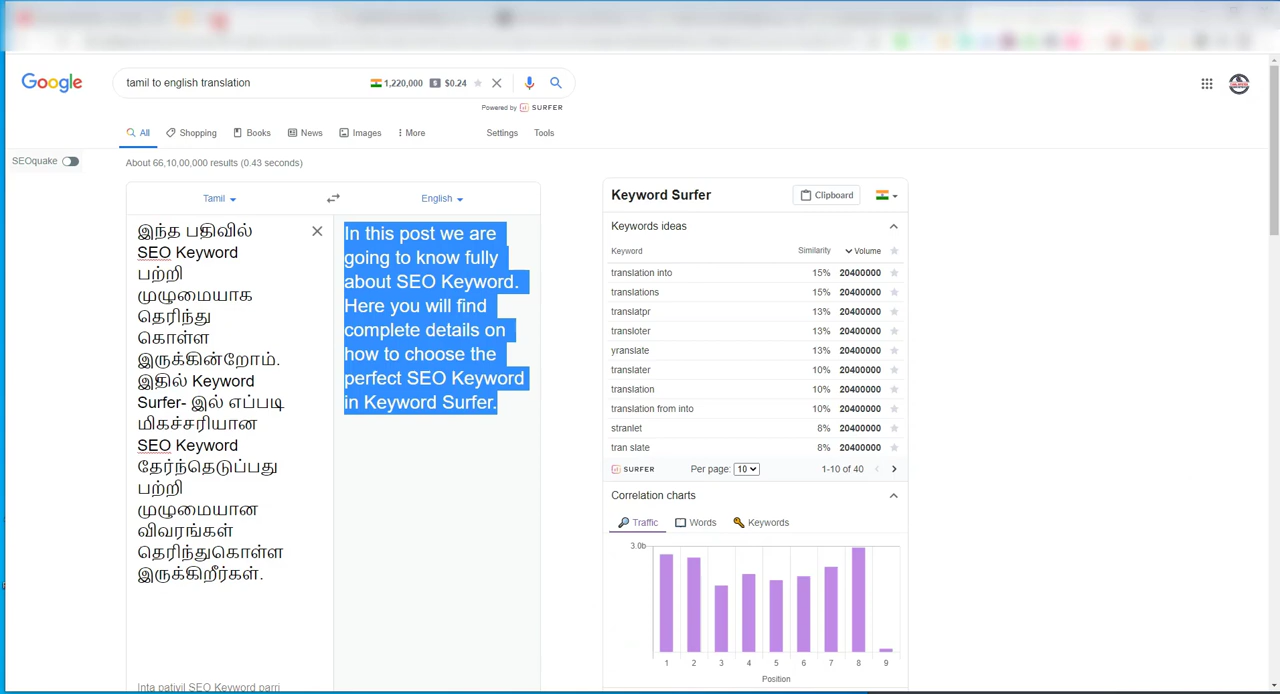 Google
tamil to english translation
1,220,000 $ $0.24
Powered by SURFER
All Shopping Books News Images More Settings Tools
SEOquake
About 66,10,00,000 results (0.43 seconds)
Tamil English
இந்த பதிவில்
SEO Keyword
பற்றி
முழுமையாக
தெரிந்து
கொள்ள
இருக்கின்றோம்.
இதில் Keyword
Surfer- இல் எப்படி
மிகச்சரியான
SEO Keyword
தேர்ந்தெடுப்பது
பற்றி
முழுமையான
விவரங்கள்
தெரிந்துகொள்ள
இருக்கிறீர்கள்.
Inta pativil SEO Keyword parri
In this post we are
going to know fully
about SEO Keyword.
Here you will find
complete details on
how to choose the
perfect SEO Keyword
in Keyword Surfer.
Keyword Surfer Clipboard
Keywords ideas
Keyword Similarity Volume
translation into 15% 20400000
translations 15% 20400000
translatpr 13% 20400000
transloter 13% 20400000
yranslate 13% 20400000
translater 10% 20400000
translation 10% 20400000
translation from into 10% 20400000
stranlet 8% 20400000
tran slate 8% 20400000
SURFER Per page: 10 1-10 of 40
Correlation charts
Traffic Words Keywords
3.0b
1 2 3 4 5 6 7 8 9
Position